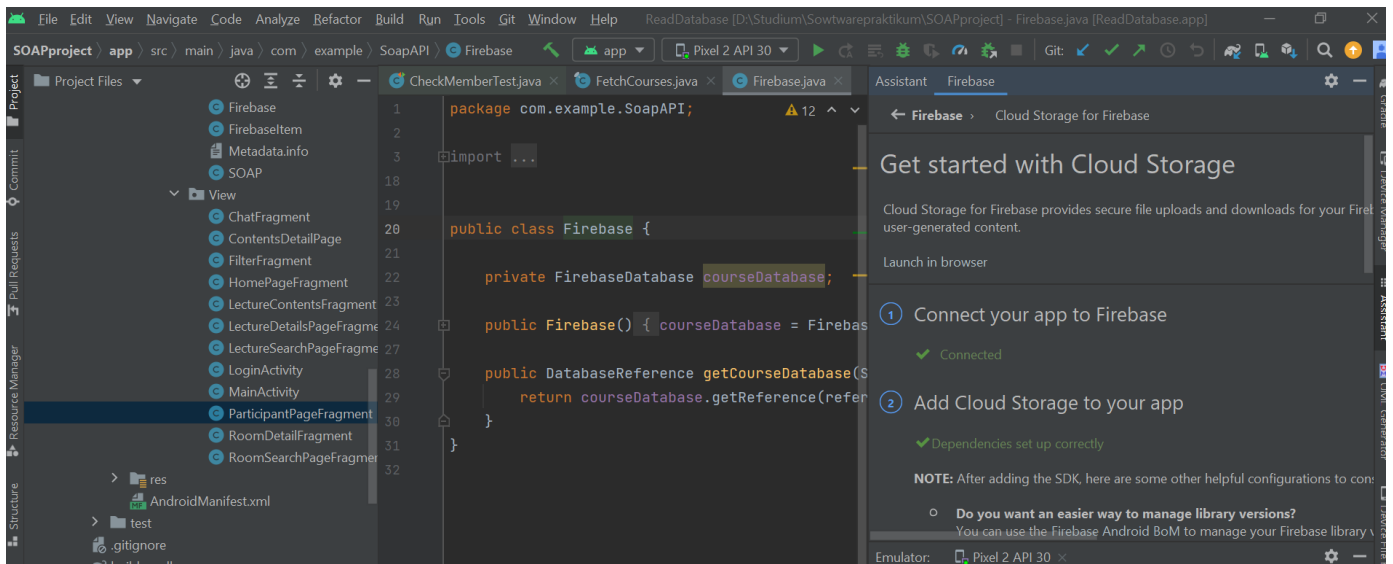 File Edit View Navigate Code Analyze Refactor Build Run Tools Git Window Help ReadDatabase [D:\Studium\Sowtwarepraktikum\SOAPproject] - Firebase.java [ReadDatabase.app]
SOAPproject app src main java com example SoapAPI Firebase app Pixel 2 API 30 Git:
Project
Commit
Pull Requests
Resource Manager
Structure
Project Files
Firebase
FirebaseItem
Metadata.info
SOAP
View
ChatFragment
ContentsDetailPage
FilterFragment
HomePageFragment
LectureContentsFragment
LectureDetailsPageFragme
LectureSearchPageFragme
LoginActivity
MainActivity
ParticipantPageFragment
RoomDetailFragment
RoomSearchPageFragmer
res
AndroidManifest.xml
test
.gitignore
CheckMemberTest.java FetchCourses.java Firebase.java
1 package com.example.SoapAPI; 12
2
3 import ...
18
19
20 public class Firebase {
21
22 private FirebaseDatabase courseDatabase;
23
24 public Firebase() { courseDatabase = Firebas
27
28 public DatabaseReference getCourseDatabase(S
29 return courseDatabase.getReference(refer
30 }
31 }
32
Assistant Firebase
← Firebase › Cloud Storage for Firebase
Get started with Cloud Storage
Cloud Storage for Firebase provides secure file uploads and downloads for your Fireb
user-generated content.
Launch in browser
1 Connect your app to Firebase
✔ Connected
2 Add Cloud Storage to your app
✔ Dependencies set up correctly
NOTE: After adding the SDK, here are some other helpful configurations to cons
Do you want an easier way to manage library versions?
You can use the Firebase Android BoM to manage your Firebase library v
Emulator: Pixel 2 API 30
Gradle
Device Manager
Assistant
Device File